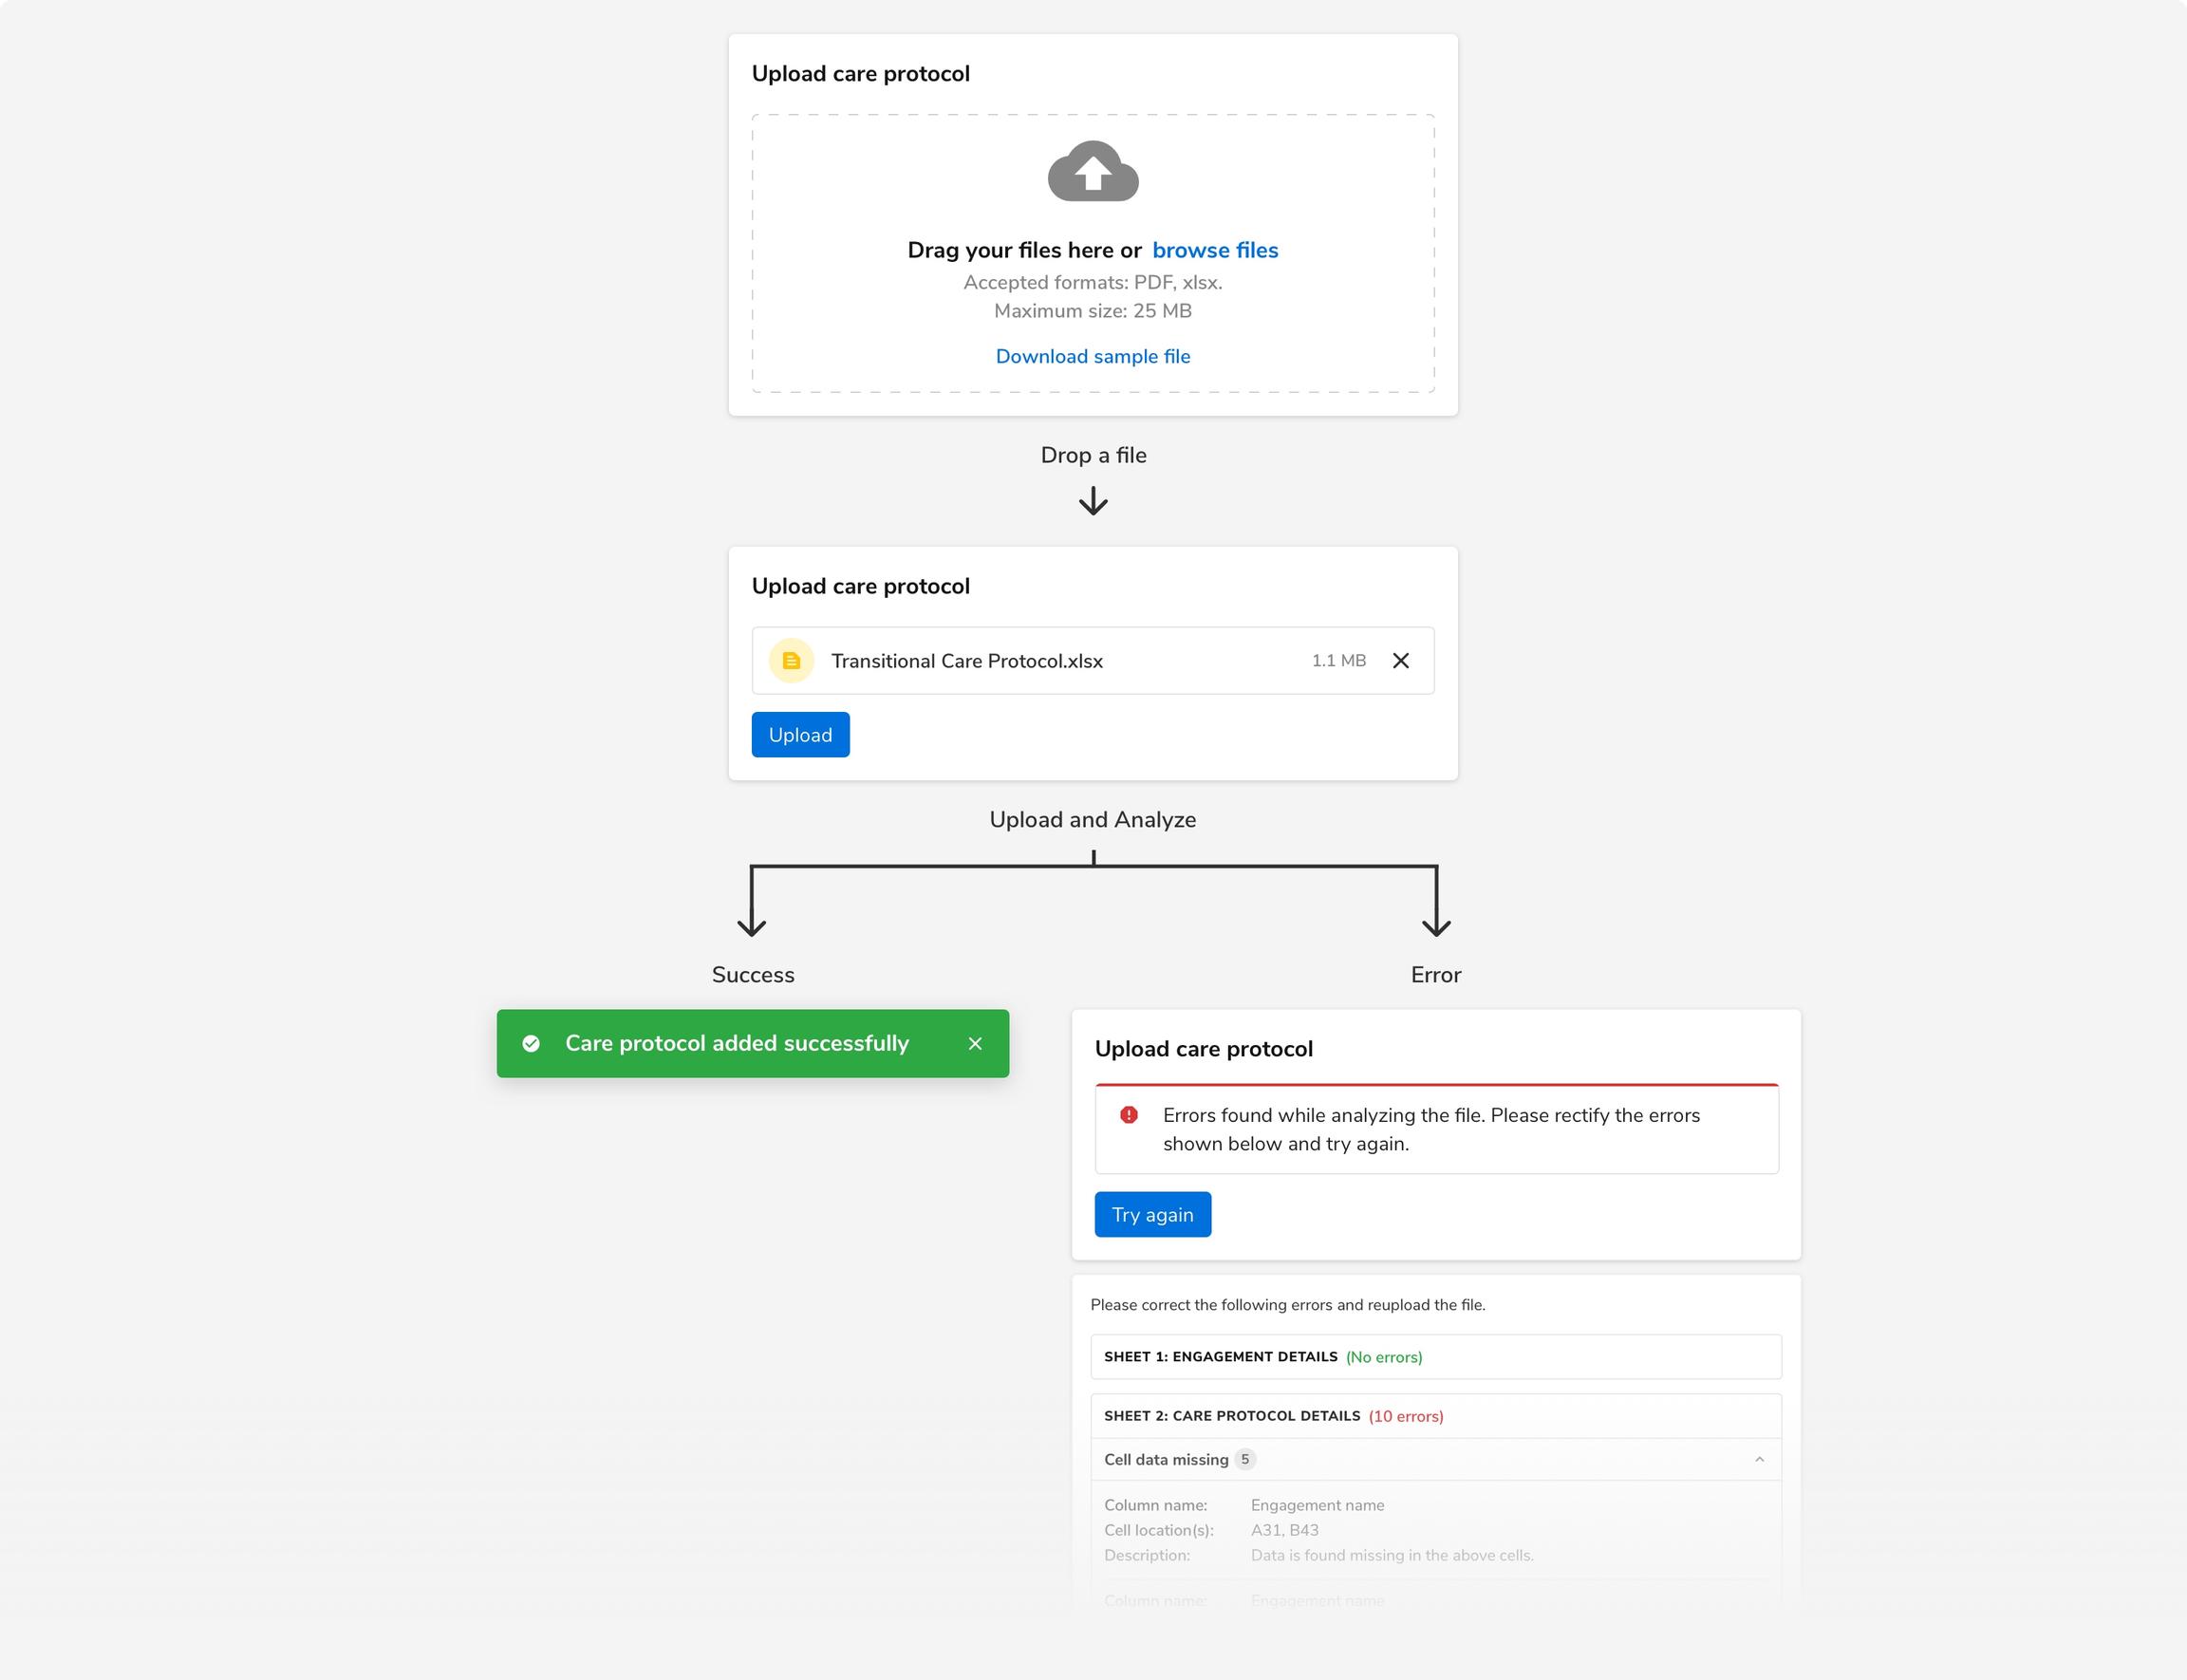 Upload care protocol
Drag your files here or browse files
Accepted formats: PDF, xlsx.
Maximum size: 25 MB
Download sample file
Drop a file
Upload care protocol
Transitional Care Protocol.xlsx 1.1 MB
Upload
Upload and Analyze
Success
Care protocol added successfully
Error
Upload care protocol
Errors found while analyzing the file. Please rectify the errors
shown below and try again.
Try again
Please correct the following errors and reupload the file.
SHEET 1: ENGAGEMENT DETAILS (No errors)
SHEET 2: CARE PROTOCOL DETAILS (10 errors)
Cell data missing 5
Column name: Engagement name
Cell location(s): A31, B43
Description: Data is found missing in the above cells.
Column name: Engagement name